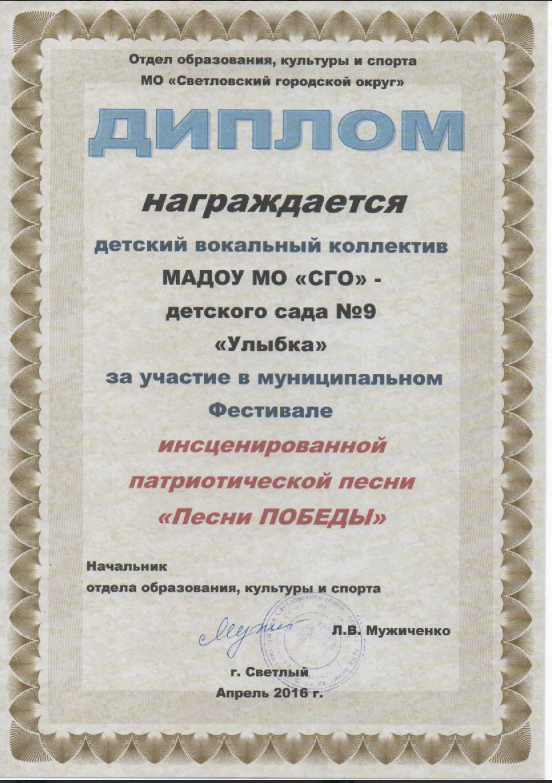 Отдел образования, культуры и спорта
МО «Светловский городской округ»
ДИПЛОМ
награждается
детский вокальный коллектив
МАДОУ МО «СГО» -
детского сада №9
«Улыбка»
за участие в муниципальном
Фестивале
инсценированной
патриотической песни
«Песни ПОБЕДЫ»
Начальник
отдела образования, культуры и спорта
Л.В. Мужиченко
г. Светлый
Апрель 2016 г.